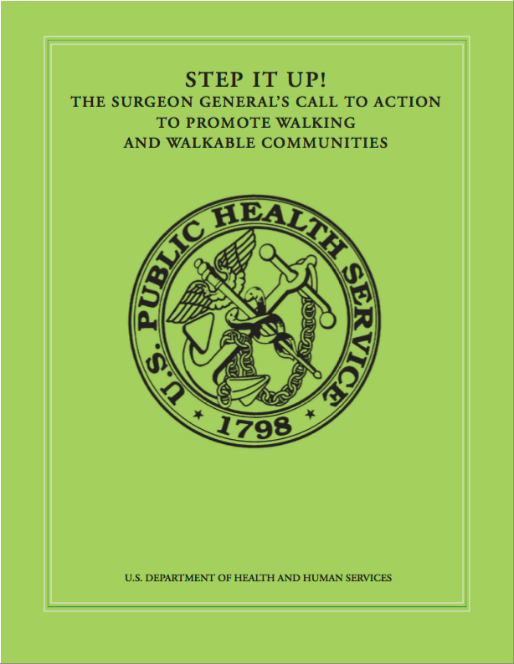 STEP IT UP!
THE SURGEON GENERAL'S CALL TO ACTION
TO PROMOTE WALKING
AND WALKABLE COMMUNITIES
U.S. PUBLIC HEALTH SERVICE
★ 1798 ★
U.S. DEPARTMENT OF HEALTH AND HUMAN SERVICES